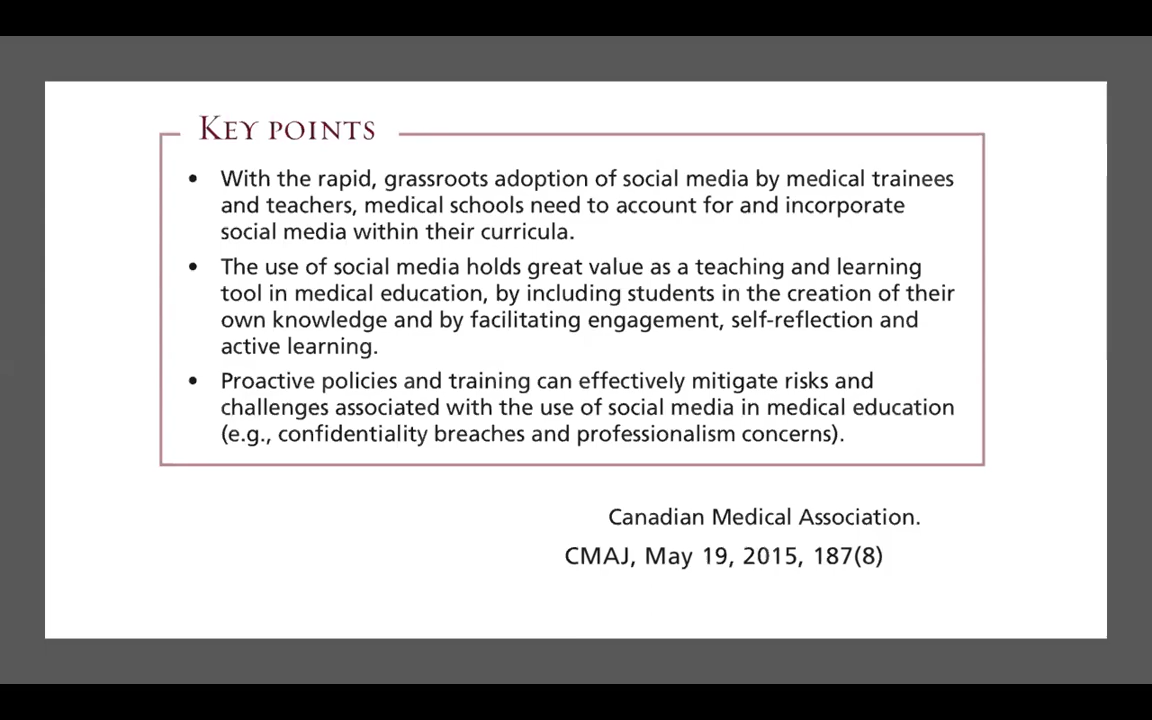 KEY POINTS
• With the rapid, grassroots adoption of social media by medical trainees
and teachers, medical schools need to account for and incorporate
social media within their curricula.
• The use of social media holds great value as a teaching and learning
tool in medical education, by including students in the creation of their
own knowledge and by facilitating engagement, self-reflection and
active learning.
• Proactive policies and training can effectively mitigate risks and
challenges associated with the use of social media in medical education
(e.g., confidentiality breaches and professionalism concerns).
Canadian Medical Association.
CMAJ, May 19, 2015, 187(8)